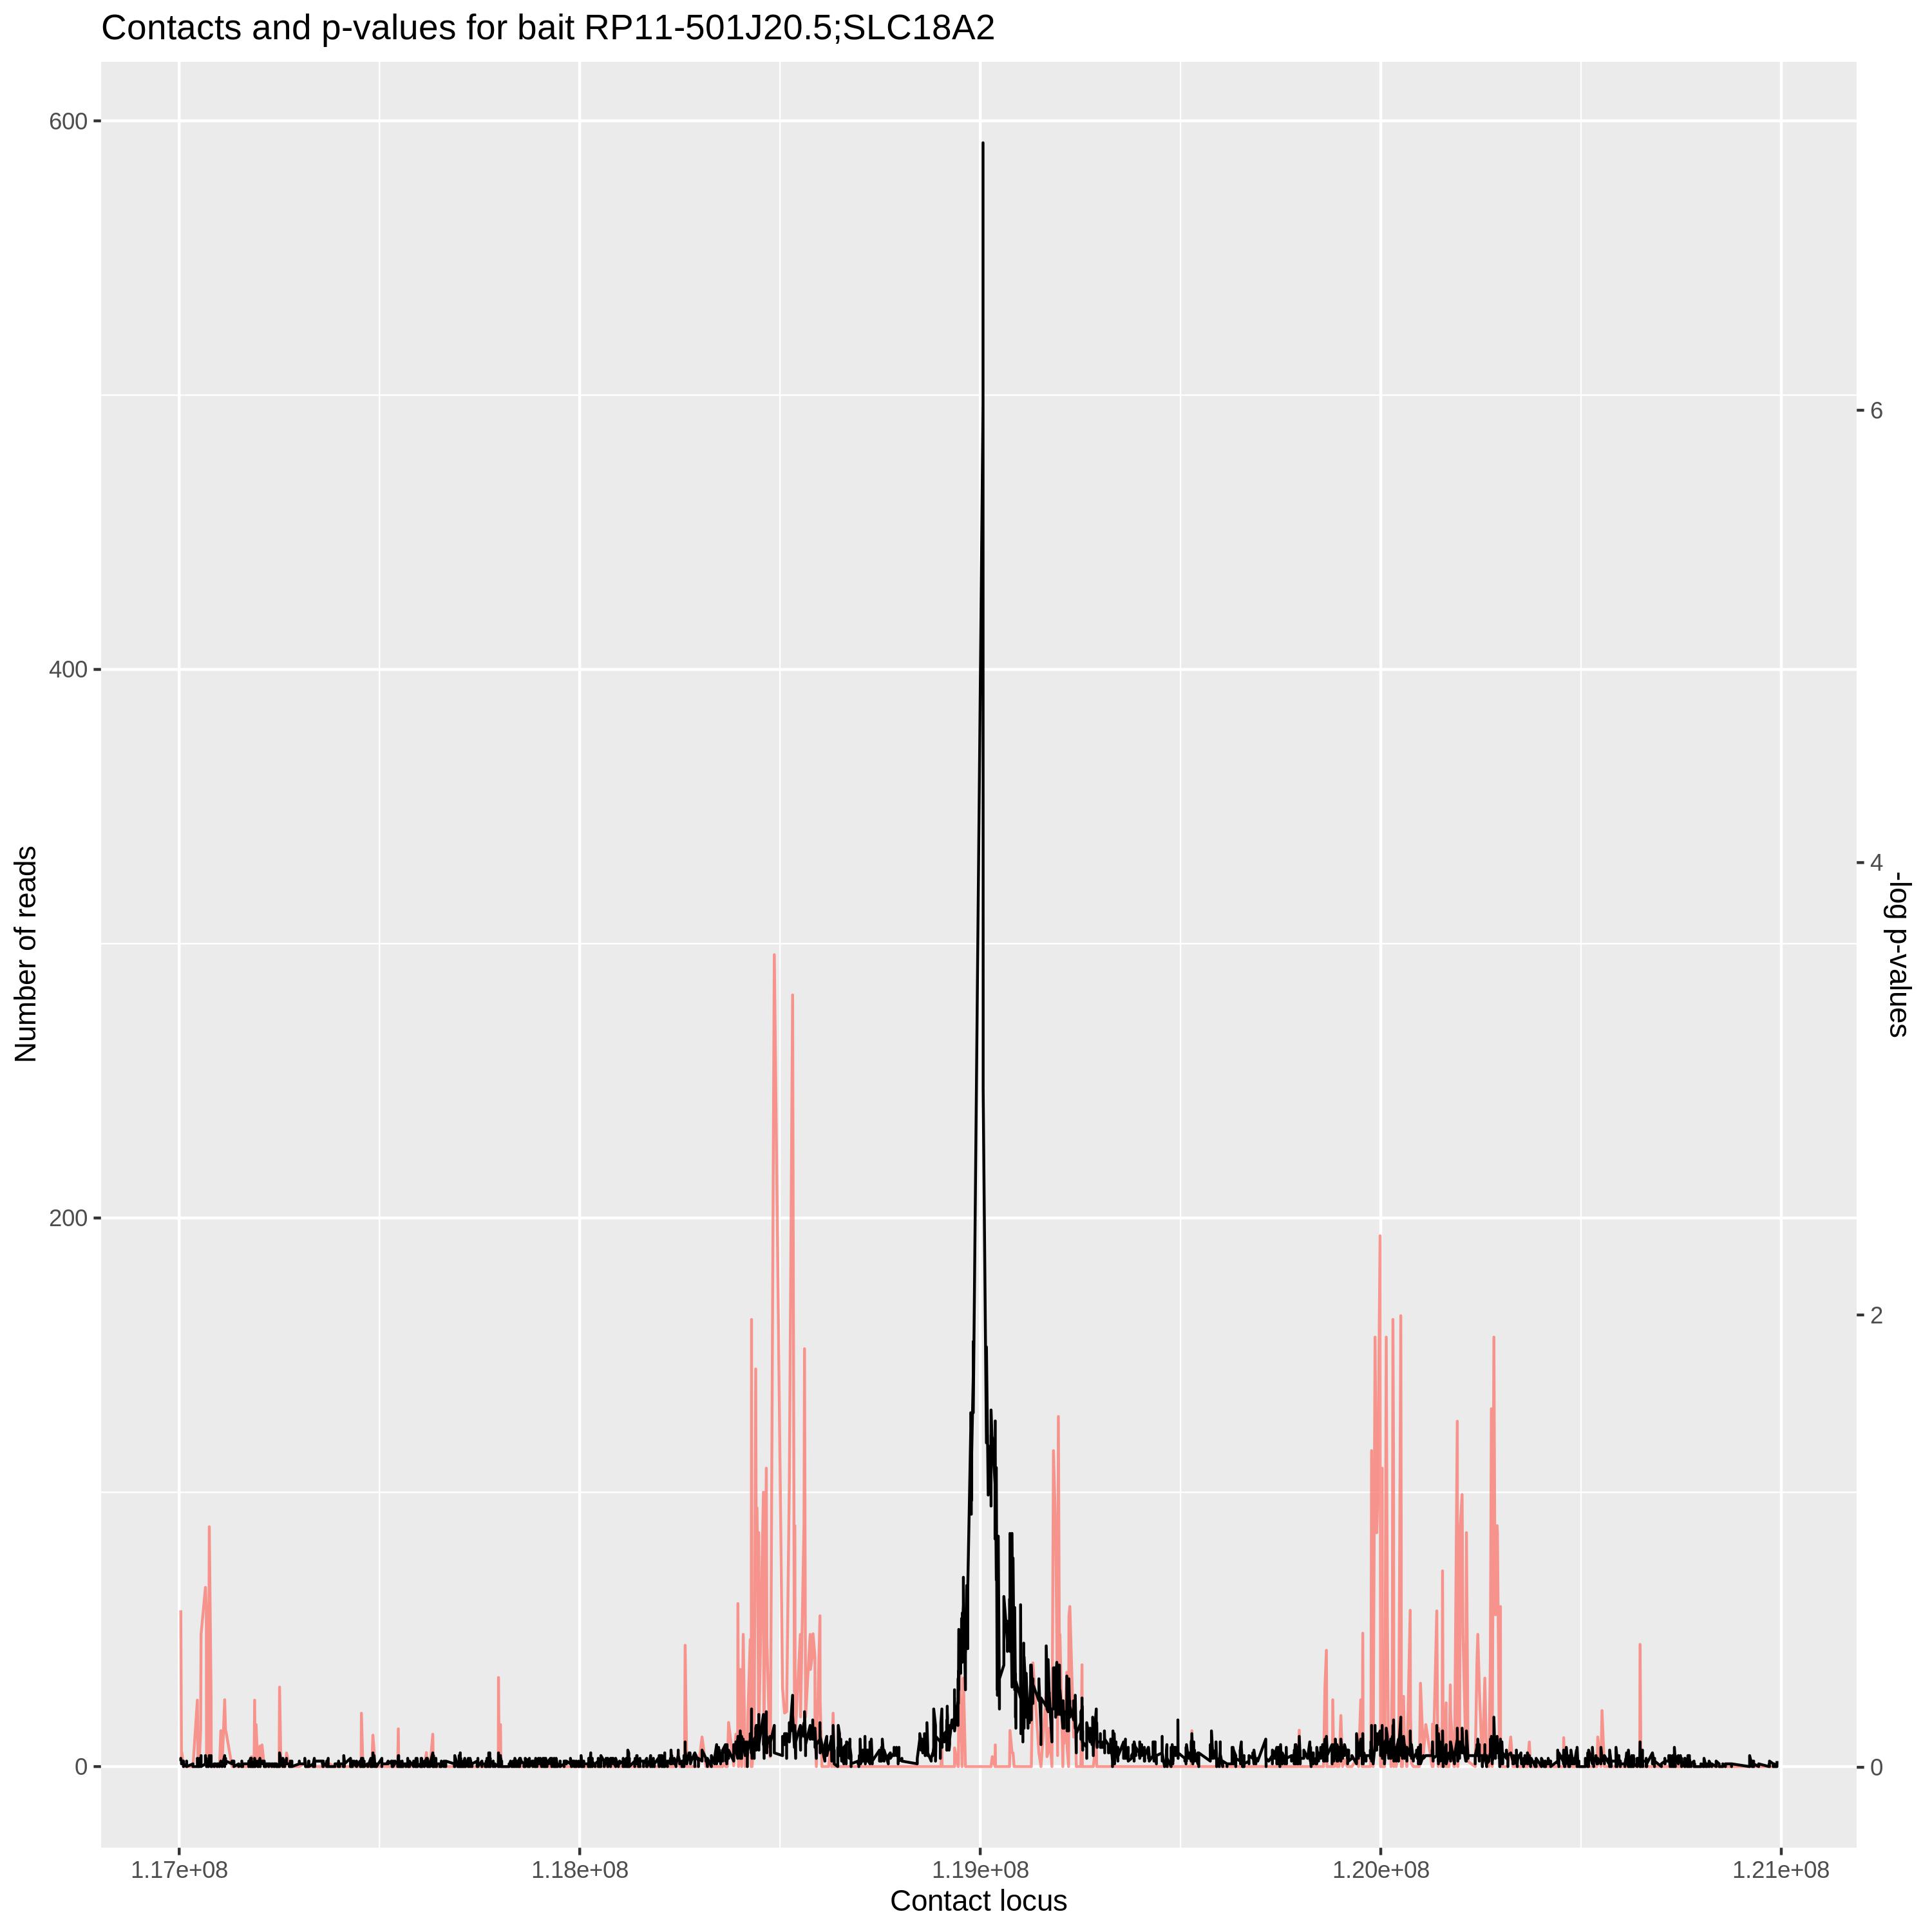 Contacts and p-values for bait RP11-501J20.5;SLC18A2
600
400
200
0
Number of reads
6
4
2
0
-log p-values
1.17e+08 1.18e+08 1.19e+08 1.20e+08 1.21e+08
Contact locus